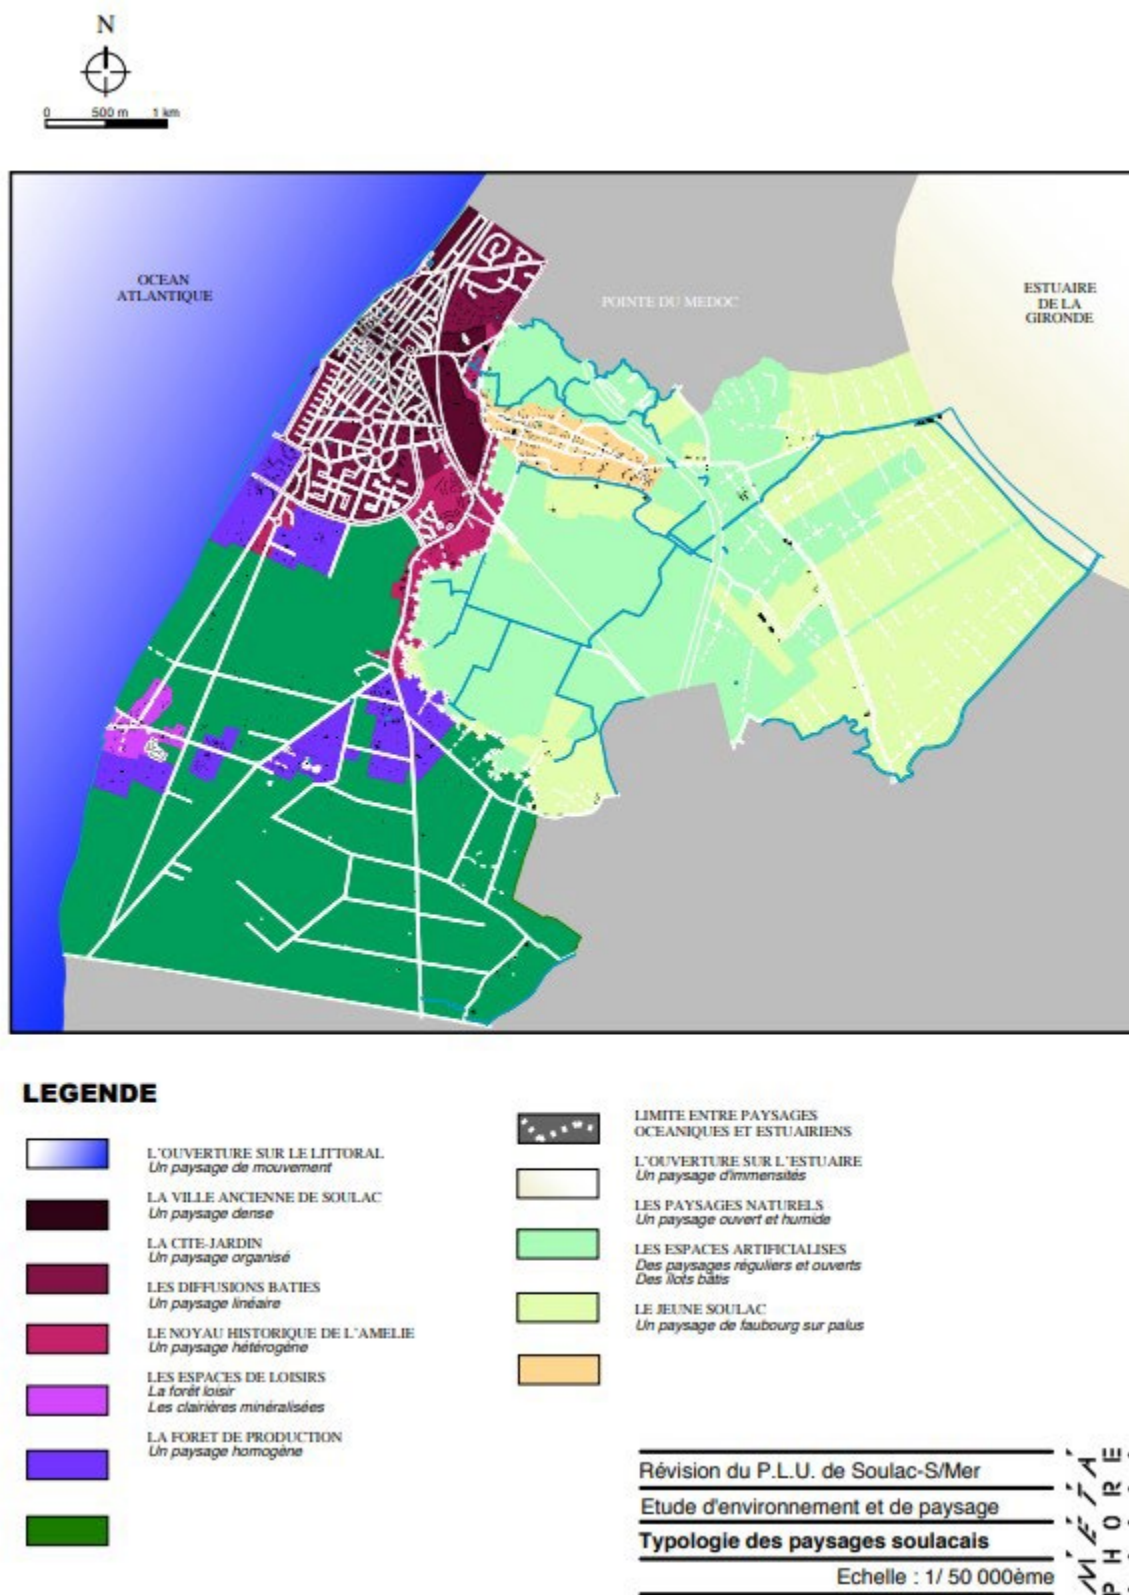 N
0 500 m 1 km
OCEAN
ATLANTIQUE
POINTE DU MEDOC
ESTUAIRE
DE LA
GIRONDE
LEGENDE
L'OUVERTURE SUR LE LITTORAL
Un paysage de mouvement
LA VILLE ANCIENNE DE SOULAC
Un paysage dense
LA CITE-JARDIN
Un paysage organisé
LES DIFFUSIONS BATIES
Un paysage linéaire
LE NOYAU HISTORIQUE DE L'AMELIE
Un paysage hétérogène
LES ESPACES DE LOISIRS
La forêt loisir
Les clairières minéralisées
LA FORET DE PRODUCTION
Un paysage homogène
LIMITE ENTRE PAYSAGES
OCEANIQUES ET ESTUAIRIENS
L'OUVERTURE SUR L'ESTUAIRE
Un paysage d'immensités
LES PAYSAGES NATURELS
Un paysage ouvert et humide
LES ESPACES ARTIFICIALISES
Des paysages réguliers et ouverts
Des îlots bâtis
LE JEUNE SOULAC
Un paysage de faubourg sur palus
Révision du P.L.U. de Soulac-S/Mer
Etude d'environnement et de paysage
Typologie des paysages soulacais
Echelle : 1/ 50 000ème
MÉTA
PHORE